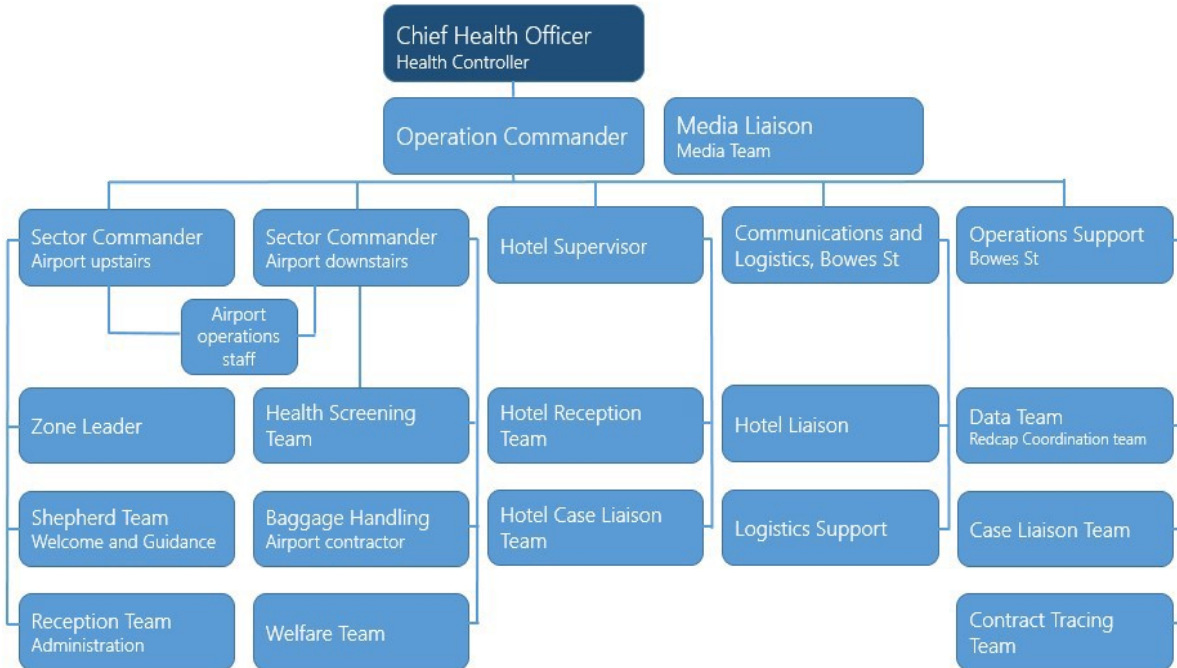 Chief Health Officer
Health Controller
Operation Commander
Media Liaison
Media Team
Sector Commander
Airport upstairs
Sector Commander
Airport downstairs
Hotel Supervisor
Communications and
Logistics, Bowes St
Operations Support
Bowes St
Airport
operations
staff
Zone Leader
Health Screening
Team
Hotel Reception
Team
Hotel Liaison
Data Team
Redcap Coordination team
Shepherd Team
Welcome and Guidance
Baggage Handling
Airport contractor
Hotel Case Liaison
Team
Logistics Support
Case Liaison Team
Reception Team
Administration
Welfare Team
Contract Tracing
Team